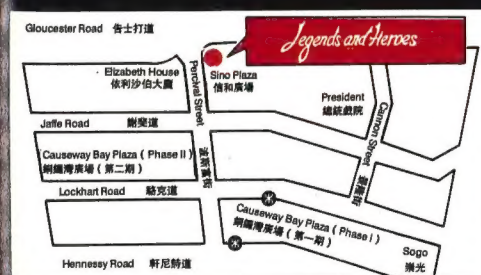 Gloucester Road 告士打道
Legends and Heroes
Elizabeth House
依利沙伯大廈
Percival Street
波斯富街
Sino Plaza
信和廣場
President
總統戲院
Cannon Street
景隆街
Jaffe Road 謝斐道
Causeway Bay Plaza ( Phase II )
銅鑼灣廣場 ( 第二期 )
Lockhart Road 駱克道
Causeway Bay Plaza ( Phase I )
銅鑼灣廣場 ( 第一期 )
Sogo
崇光
Hennessy Road 軒尼詩道